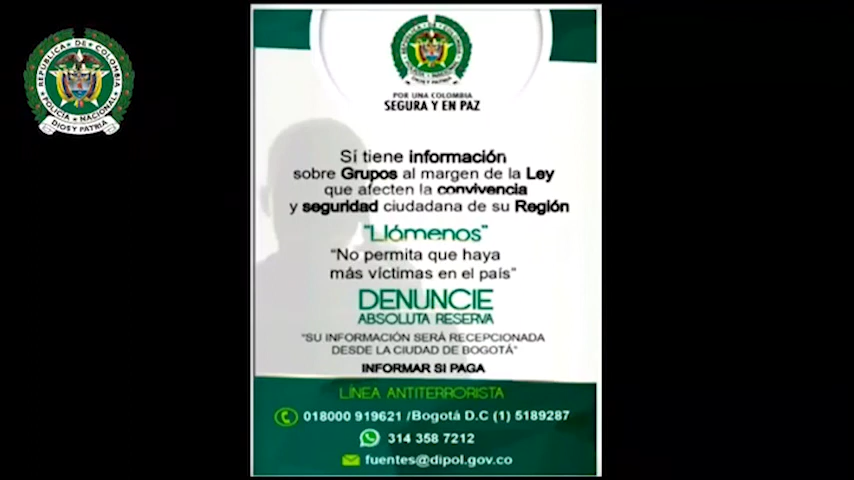 REPÚBLICA DE COLOMBIA
POLICÍA NACIONAL
DIOS Y PATRIA
DIOS Y PATRIA
POR UNA COLOMBIA
SEGURA Y EN PAZ
Sí tiene información
sobre Grupos al margen de la Ley
que afecten la convivencia
y seguridad ciudadana de su Región
"Llámenos"
"No permita que haya
más víctimas en el país"
DENUNCIE
ABSOLUTA RESERVA
"SU INFORMACIÓN SERÁ RECEPCIONADA
DESDE LA CIUDAD DE BOGOTÁ"
INFORMAR SI PAGA
LÍNEA ANTITERRORISTA
018000 919621 /Bogotá D.C (1) 5189287
314 358 7212
fuentes@dipol.gov.co